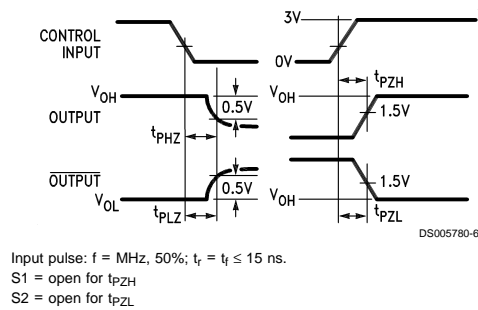 CONTROL
INPUT
3V
0V
tPZH
VOH
0.5V
VOH
1.5V
OUTPUT
tPHZ
OUTPUT
0.5V
1.5V
VOL
VOH
tPLZ
tPZL
DS005780-6
Input pulse: f = MHz, 50%; tr = tf ≤ 15 ns.
S1 = open for tPZH
S2 = open for tPZL